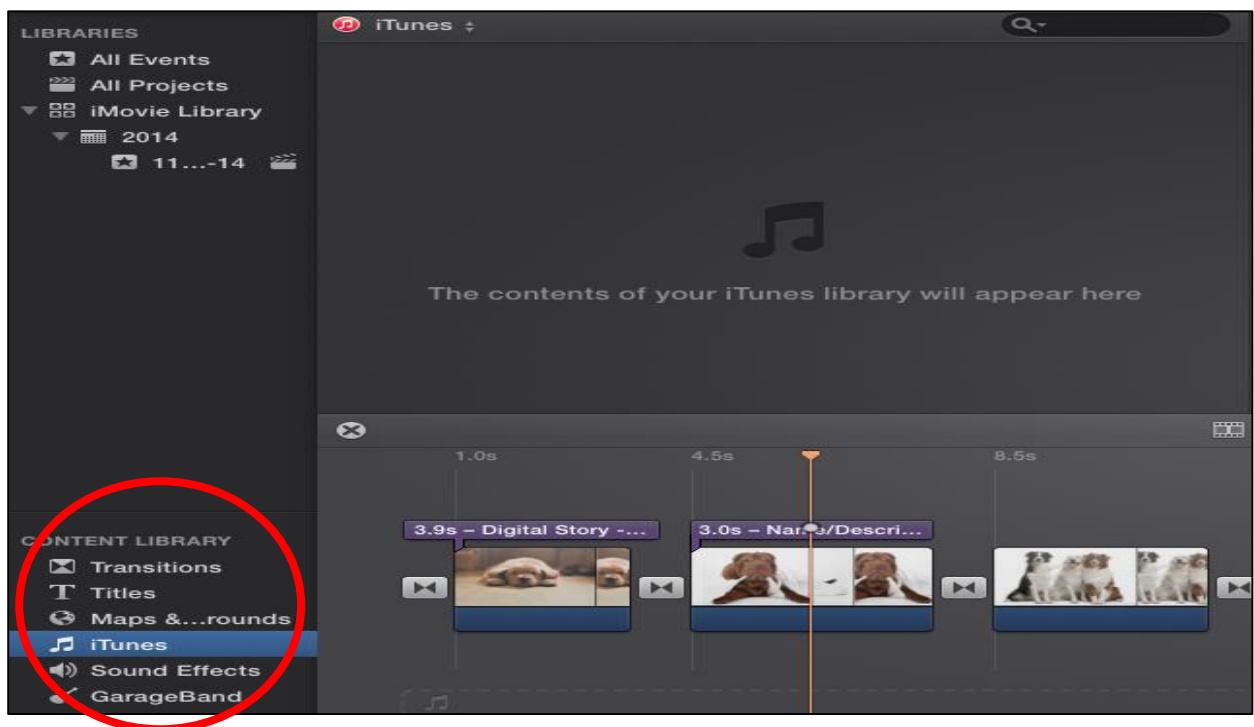 LIBRARIES
All Events
All Projects
iMovie Library
2014
11...-14
iTunes
The contents of your iTunes library will appear here
CONTENT LIBRARY
Transitions
Titles
Maps &...rounds
iTunes
Sound Effects
GarageBand
1.0s 4.5s 8.5s
3.9s – Digital Story -... 3.0s – Name/Descri...